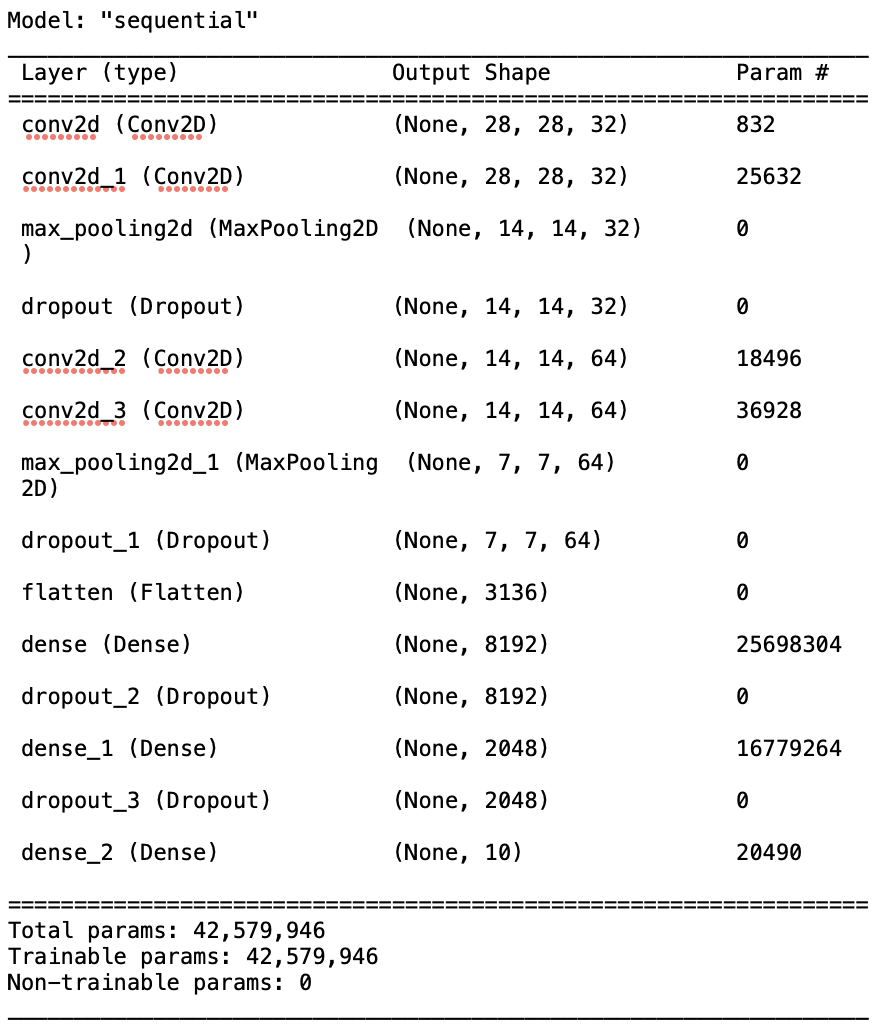 Model: "sequential"
Layer (type) Output Shape Param #
=================================================================
conv2d (Conv2D) (None, 28, 28, 32) 832
conv2d_1 (Conv2D) (None, 28, 28, 32) 25632
max_pooling2d (MaxPooling2D (None, 14, 14, 32) 0
)
dropout (Dropout) (None, 14, 14, 32) 0
conv2d_2 (Conv2D) (None, 14, 14, 64) 18496
conv2d_3 (Conv2D) (None, 14, 14, 64) 36928
max_pooling2d_1 (MaxPooling (None, 7, 7, 64) 0
2D)
dropout_1 (Dropout) (None, 7, 7, 64) 0
flatten (Flatten) (None, 3136) 0
dense (Dense) (None, 8192) 25698304
dropout_2 (Dropout) (None, 8192) 0
dense_1 (Dense) (None, 2048) 16779264
dropout_3 (Dropout) (None, 2048) 0
dense_2 (Dense) (None, 10) 20490
=================================================================
Total params: 42,579,946
Trainable params: 42,579,946
Non-trainable params: 0